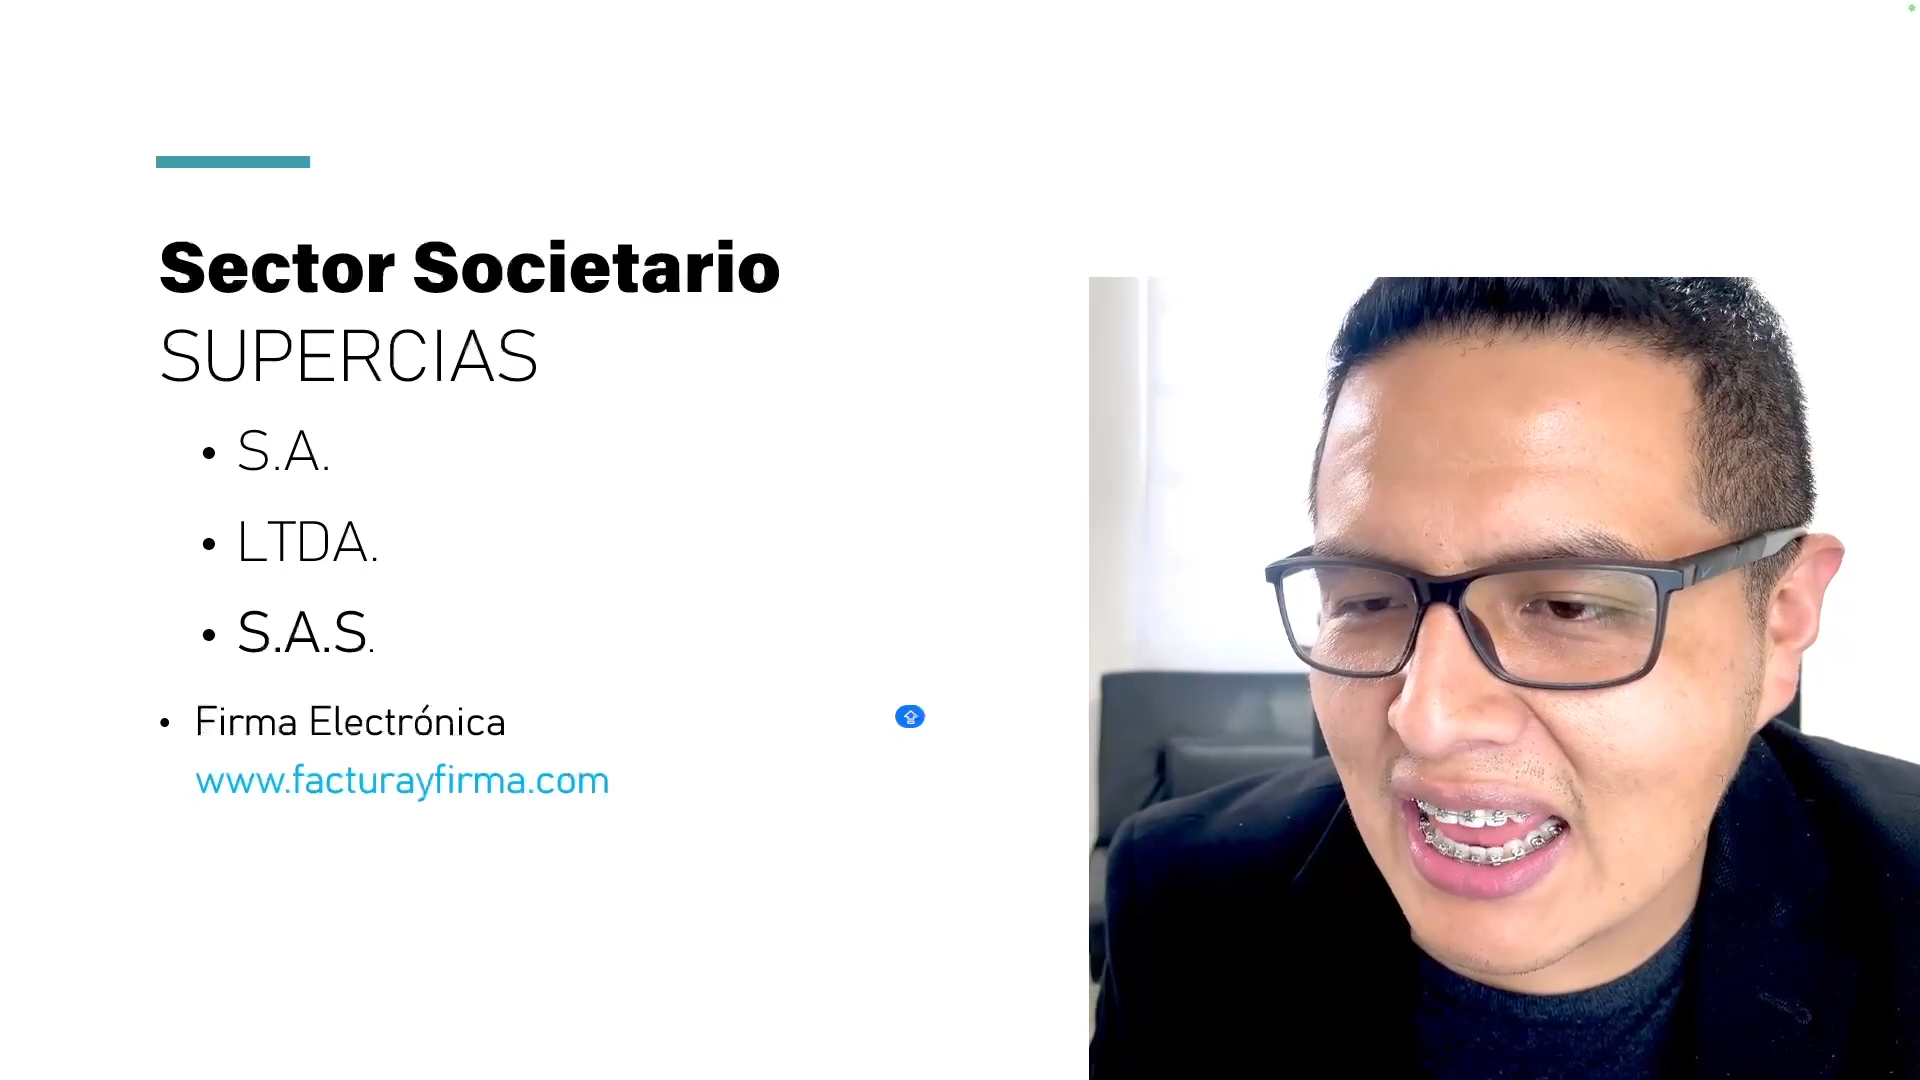 Sector Societario
SUPERCIAS
• S.A.
• LTDA.
• S.A.S.
• Firma Electrónica
www.facturayfirma.com